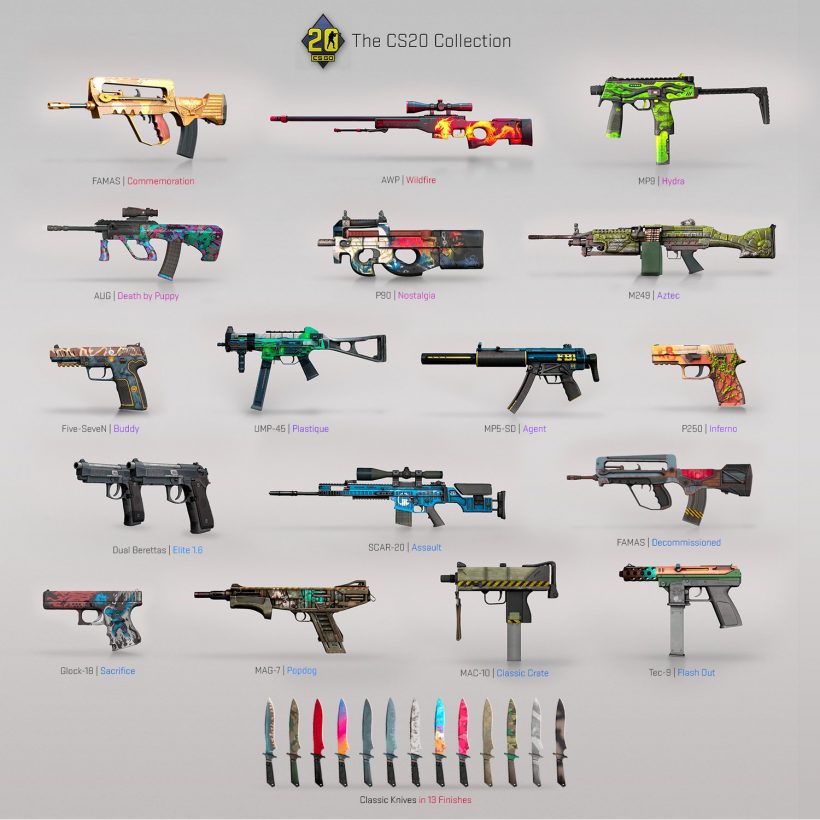 20
CS:GO
The CS20 Collection
FAMAS | Commemoration
AWP | Wildfire
MP9 | Hydra
AUG | Death by Puppy
P90 | Nostalgia
M249 | Aztec
FBI
Five-SeveN | Buddy
UMP-45 | Plastique
MP5-SD | Agent
P250 | Inferno
Dual Berettas | Elite 1.6
SCAR-20 | Assault
FAMAS | Decommissioned
Glock-18 | Sacrifice
MAG-7 | Popdog
MAC-10 | Classic Crate
Tec-9 | Flash Out
Classic Knives in 13 Finishes